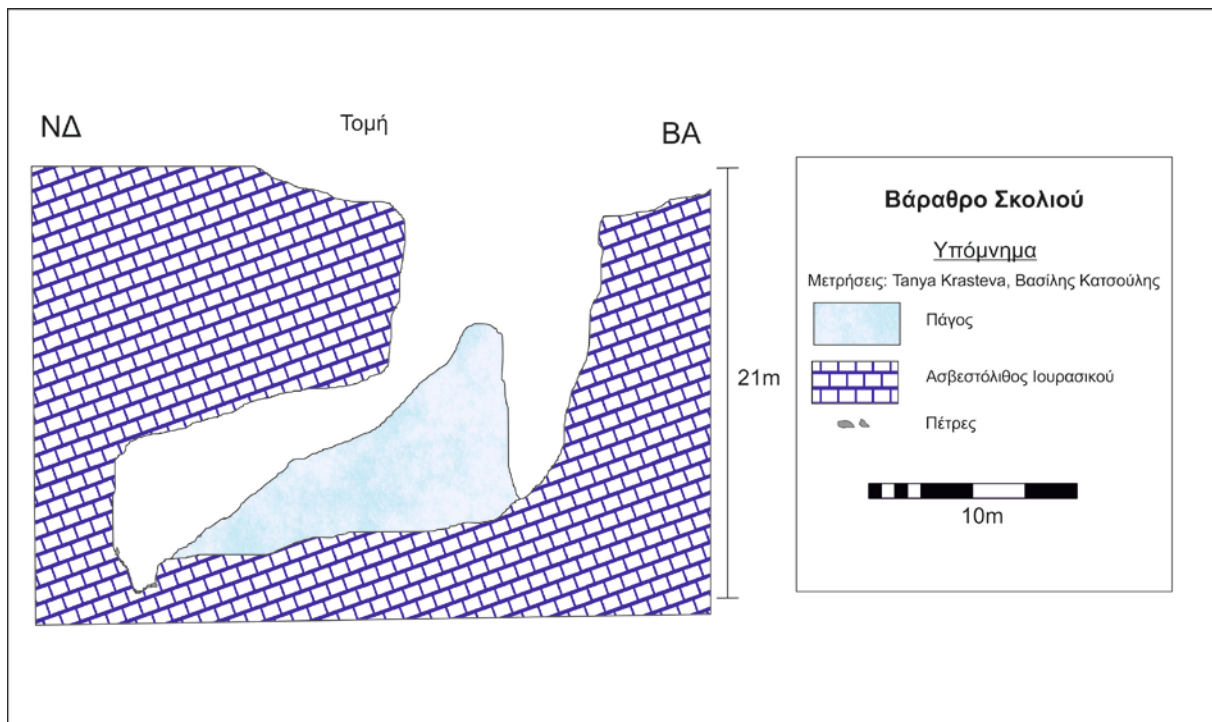 ΝΔ
Τομή
ΒΑ
21m
Βάραθρο Σκολιού
Υπόμνημα
Μετρήσεις: Tanya Krasteva, Βασίλης Κατσούλης
Πάγος
Ασβεστόλιθος Ιουρασικού
Πέτρες
10m